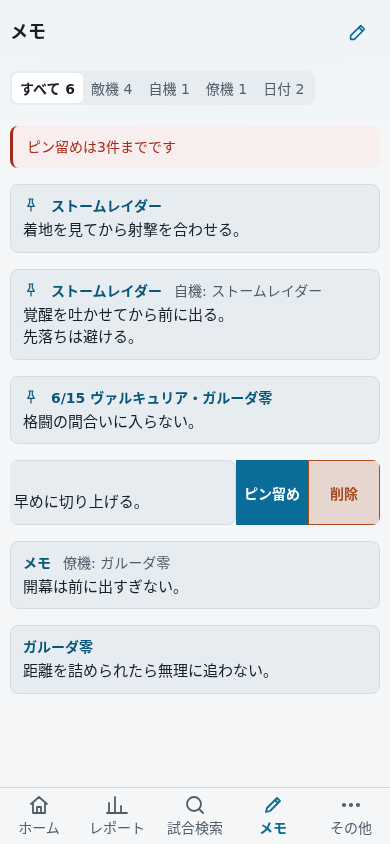 メモ
すべて 6 敵機 4 自機 1 僚機 1 日付 2
ピン留めは3件までです
ストームレイダー
着地を見てから射撃を合わせる。
ストームレイダー 自機: ストームレイダー
覚醒を吐かせてから前に出る。
先落ちは避ける。
6/15 ヴァルキュリア・ガルーダ零
格闘の間合いに入らない。
早めに切り上げる。 ピン留め 削除
メモ 僚機: ガルーダ零
開幕は前に出すぎない。
ガルーダ零
距離を詰められたら無理に追わない。
ホーム レポート 試合検索 メモ その他